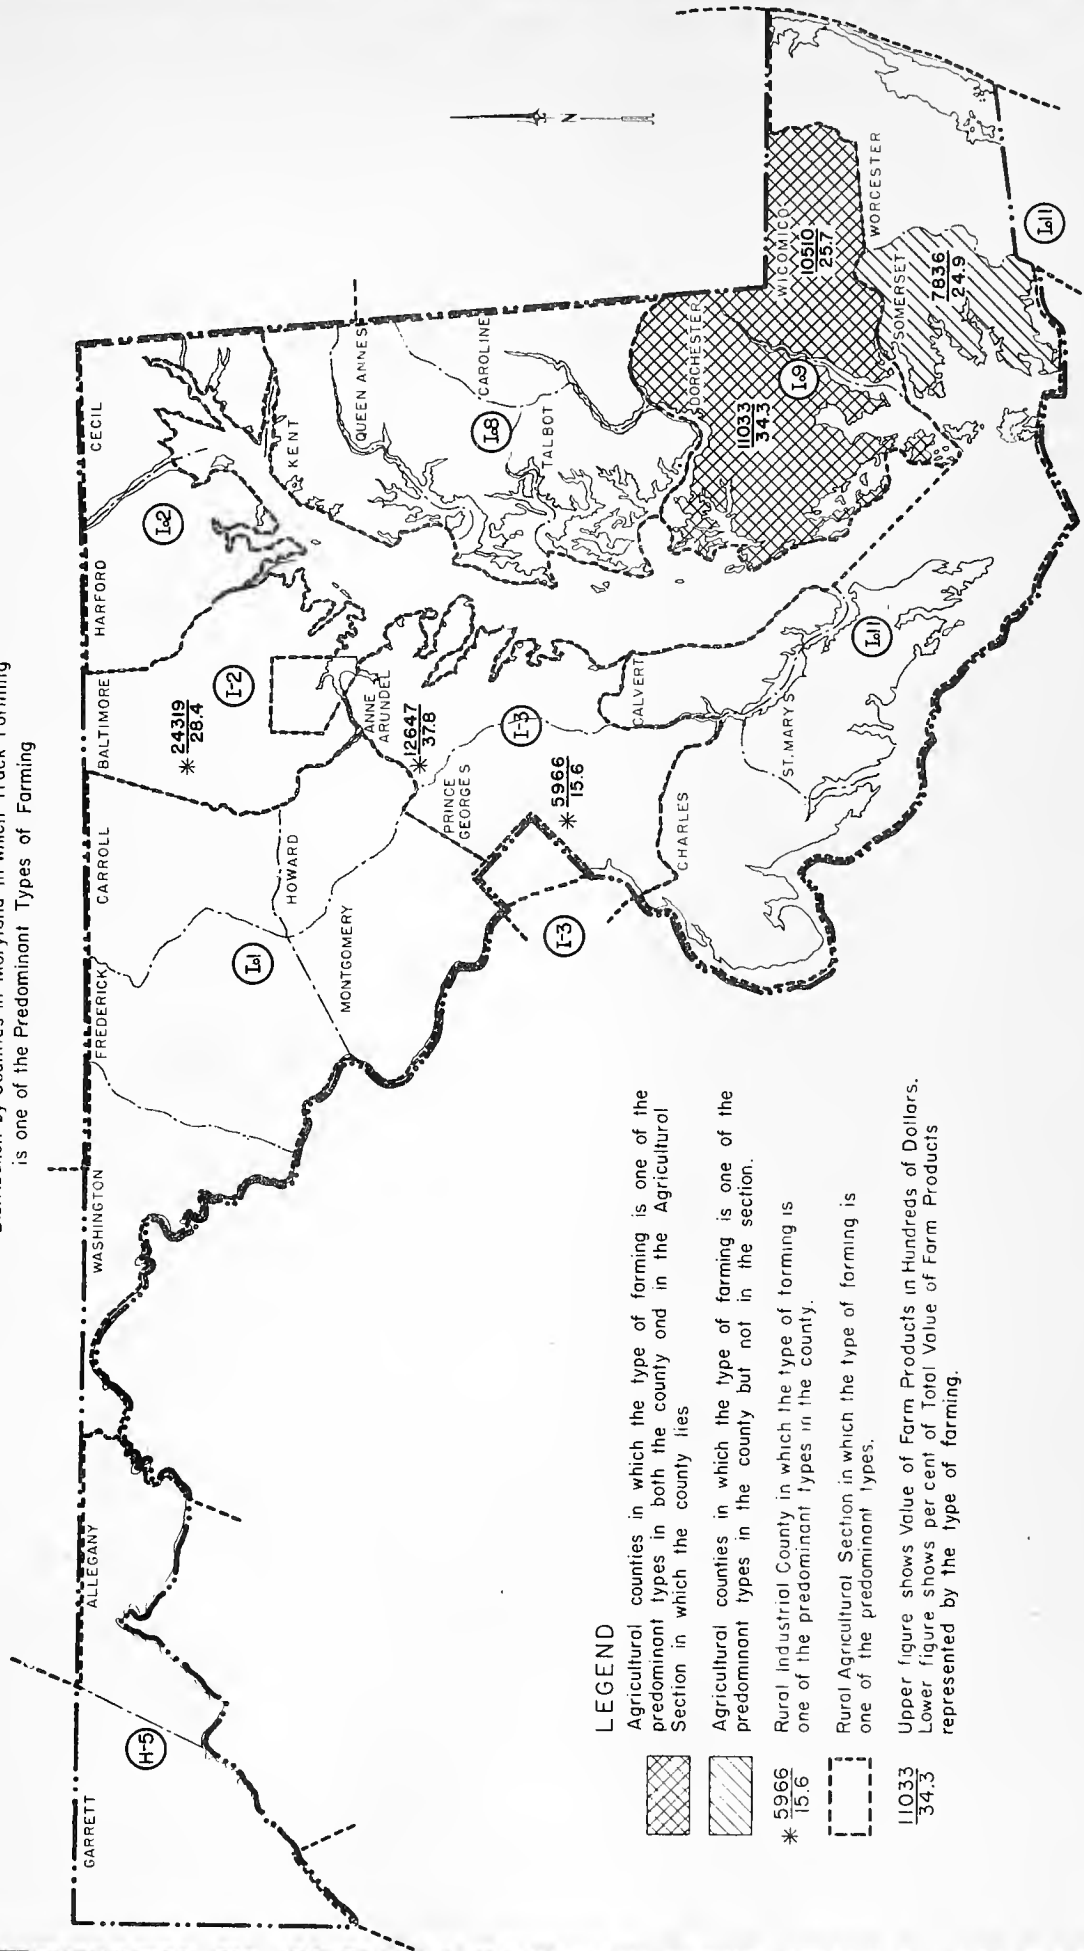 is one of the Predominant Types of Farming
GARRETT
ALLEGANY
WASHINGTON
FREDERICK
CARROLL
BALTIMORE
HARFORD
CECIL
H-5
I.1
I-2
I.2
* 24319
28.4
HOWARD
MONTGOMERY
ANNE
ARUNDEL
* 12647
37.8
KENT
QUEEN ANNES
CAROLINE
I.8
TALBOT
PRINCE
GEORGES
I-3
* 5966
15.6
I-3
CALVERT
CHARLES
ST. MARYS
I.11
DORCHESTER
11033
34.3
I.9
WICOMICO
10510
25.7
WORCESTER
SOMERSET
7836
24.9
I.11
N
LEGEND
Agricultural counties in which the type of farming is one of the
predominant types in both the county and in the Agricultural
Section in which the county lies
Agricultural counties in which the type of farming is one of the
predominant types in the county but not in the section.
* 5966
15.6
Rural Industrial County in which the type of farming is
one of the predominant types in the county.
Rural Agricultural Section in which the type of farming is
one of the predominant types.
11033
34.3
Upper figure shows Value of Farm Products in Hundreds of Dollars.
Lower figure shows per cent of Total Value of Farm Products
represented by the type of farming.